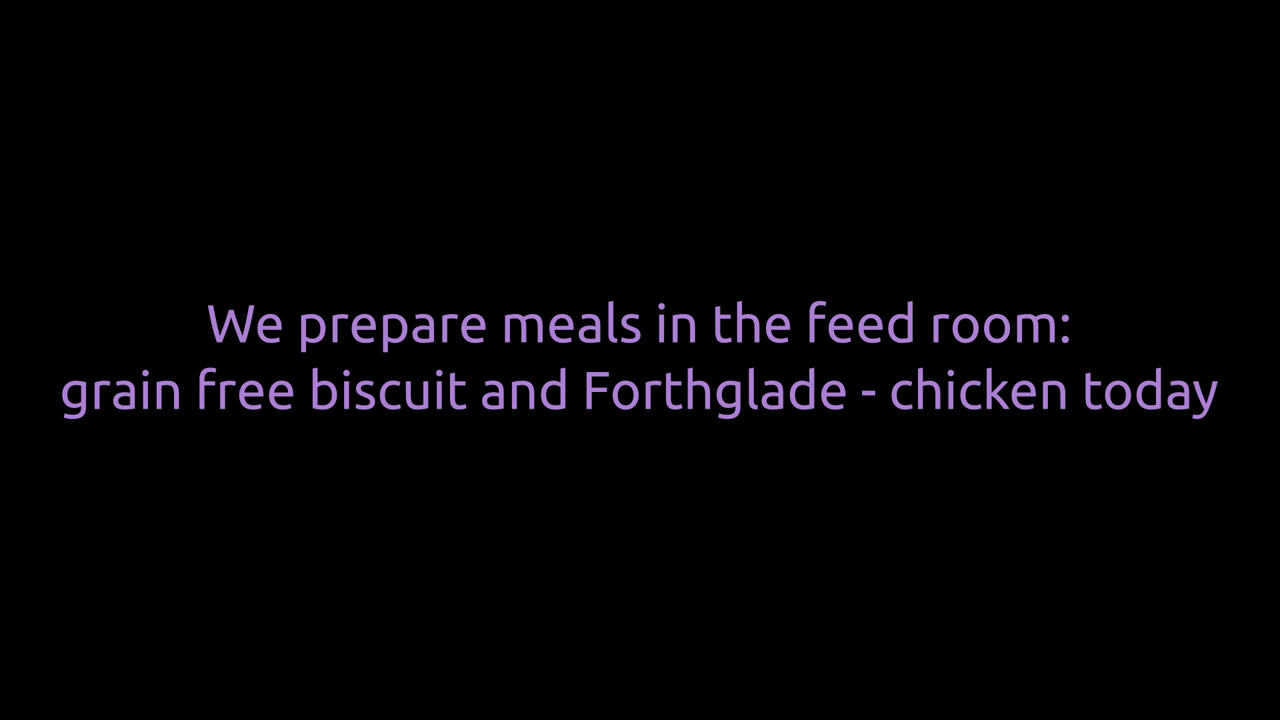 We prepare meals in the feed room:
grain free biscuit and Forthglade - chicken today